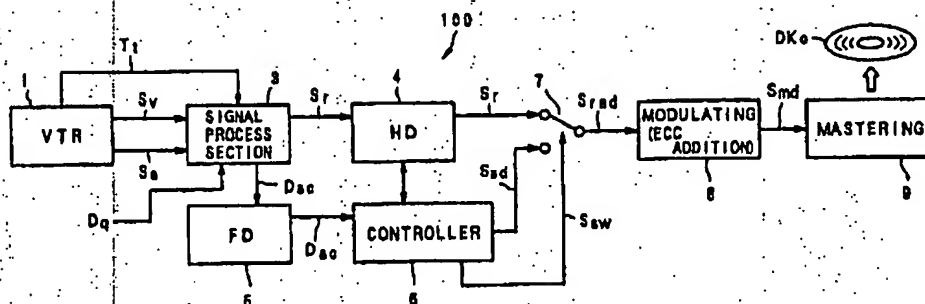 100
DKc
Tt
1
3
4
7
Sv
Sr
Sr
Srsd
Smd
VTR
SIGNAL
PROCESS
SECTION
HD
MODULATING
(ECC
ADDITION)
MASTERING
Sa
Ssd
8
9
Dq
Dac
FD
Dac
CONTROLLER
Ssw
5
6